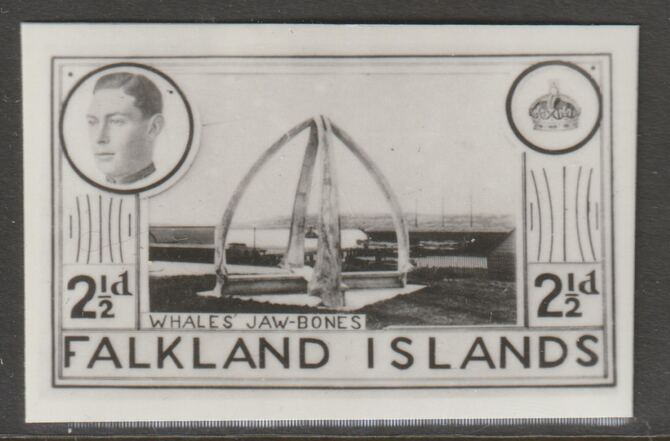 2½d 2½d
WHALES' JAW-BONES
FALKLAND ISLANDS